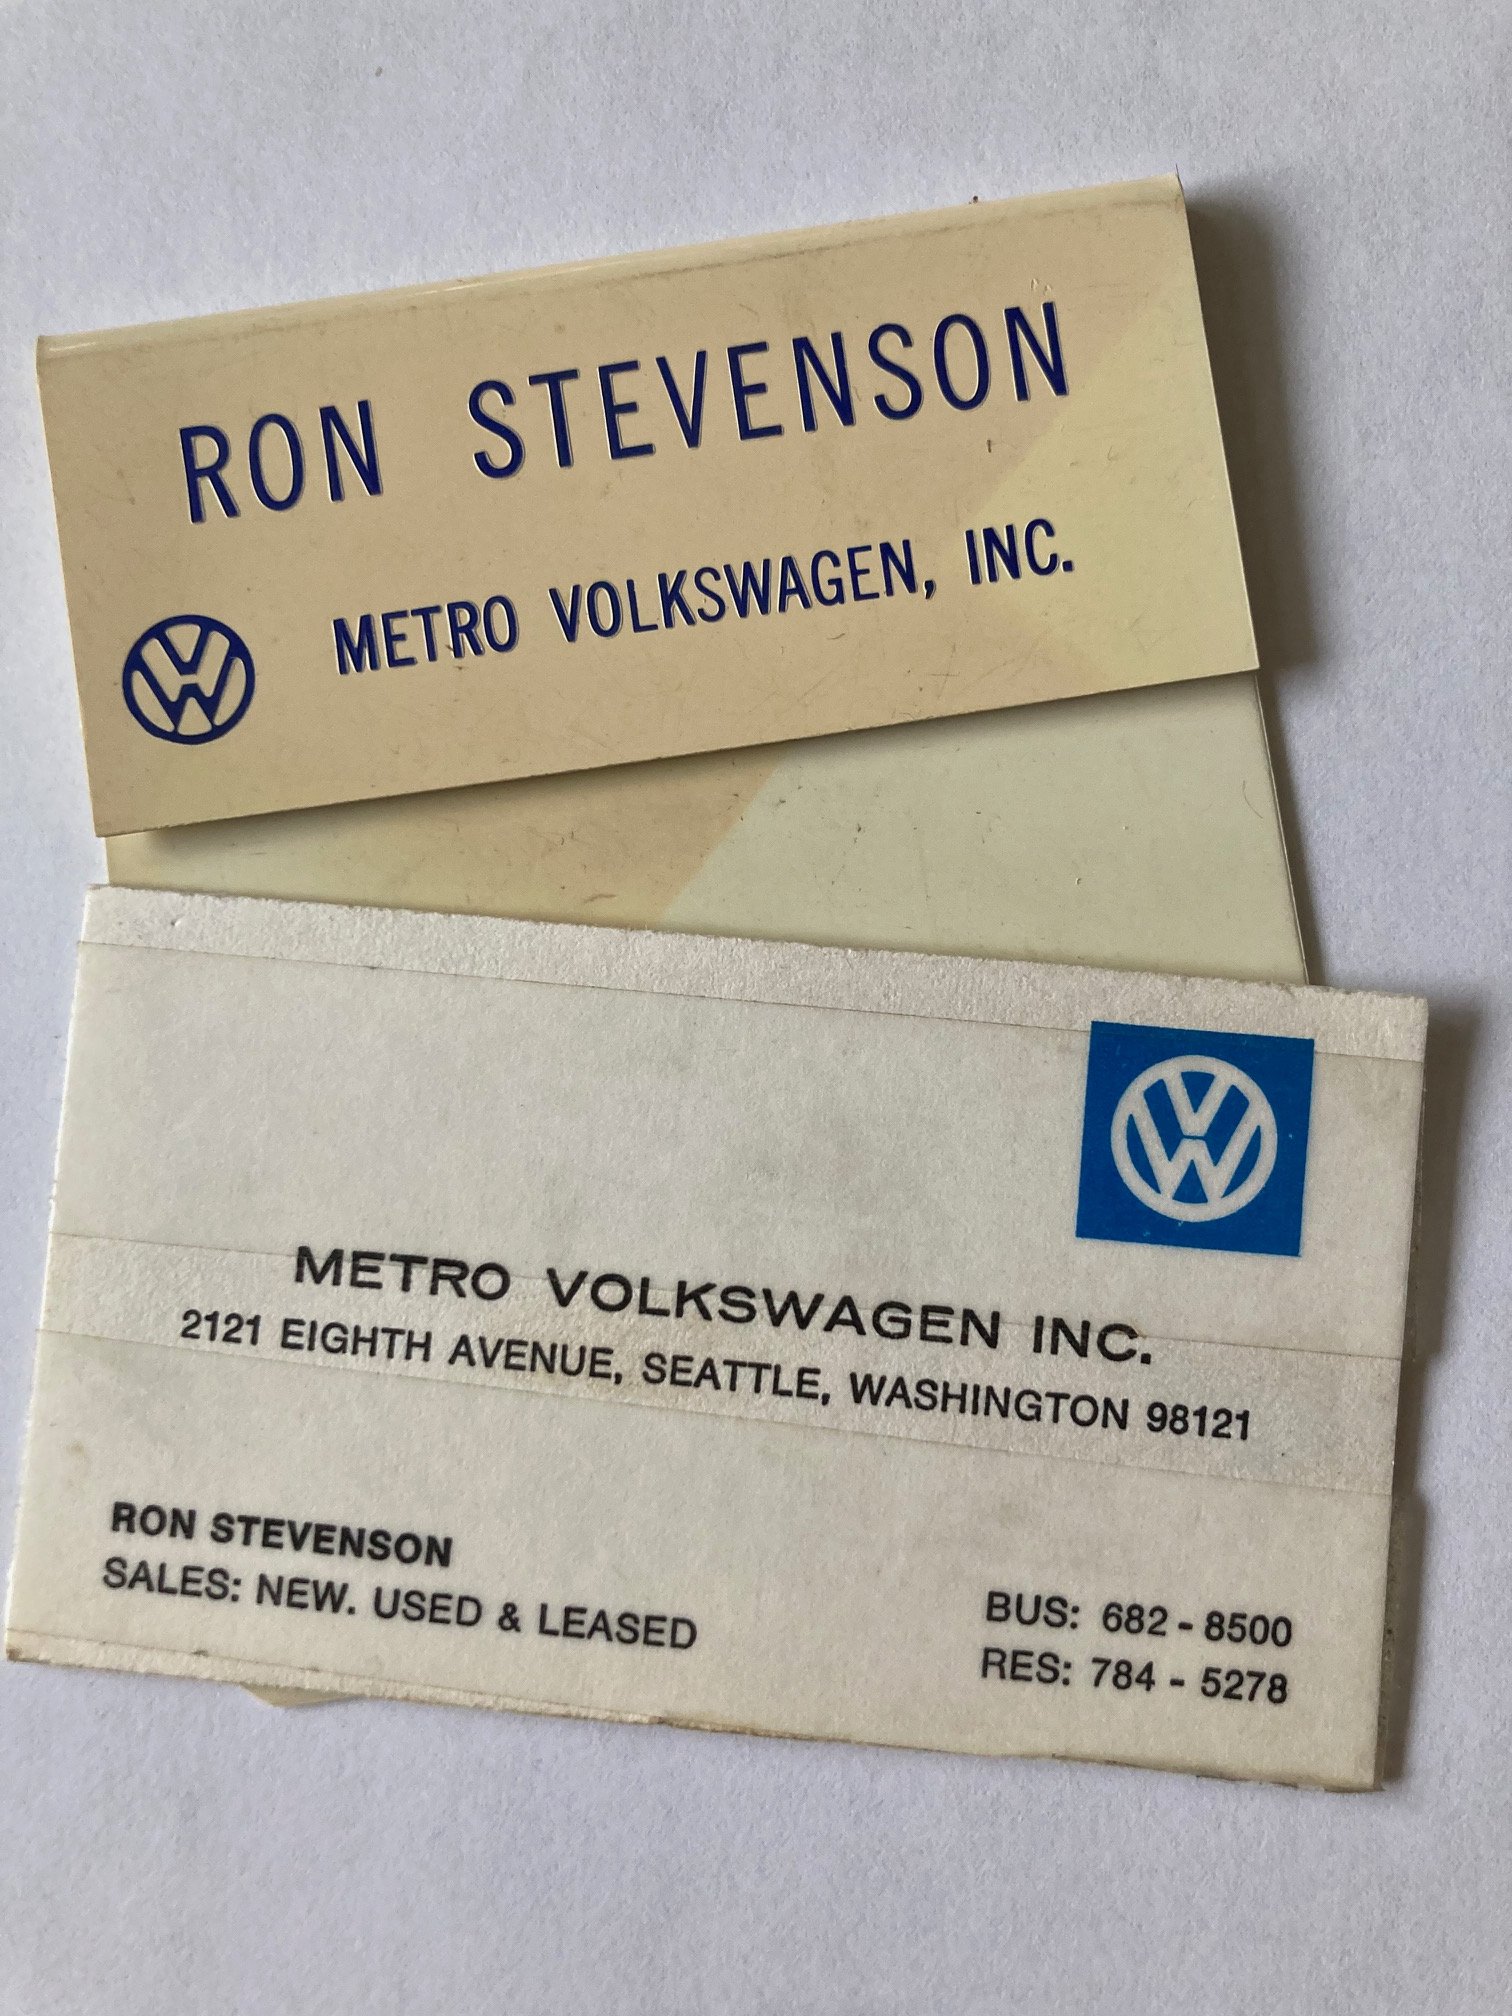 RON STEVENSON
METRO VOLKSWAGEN, INC.
METRO VOLKSWAGEN INC.
2121 EIGHTH AVENUE, SEATTLE, WASHINGTON 98121
RON STEVENSON
SALES: NEW. USED & LEASED
BUS: 682 - 8500
RES: 784 - 5278